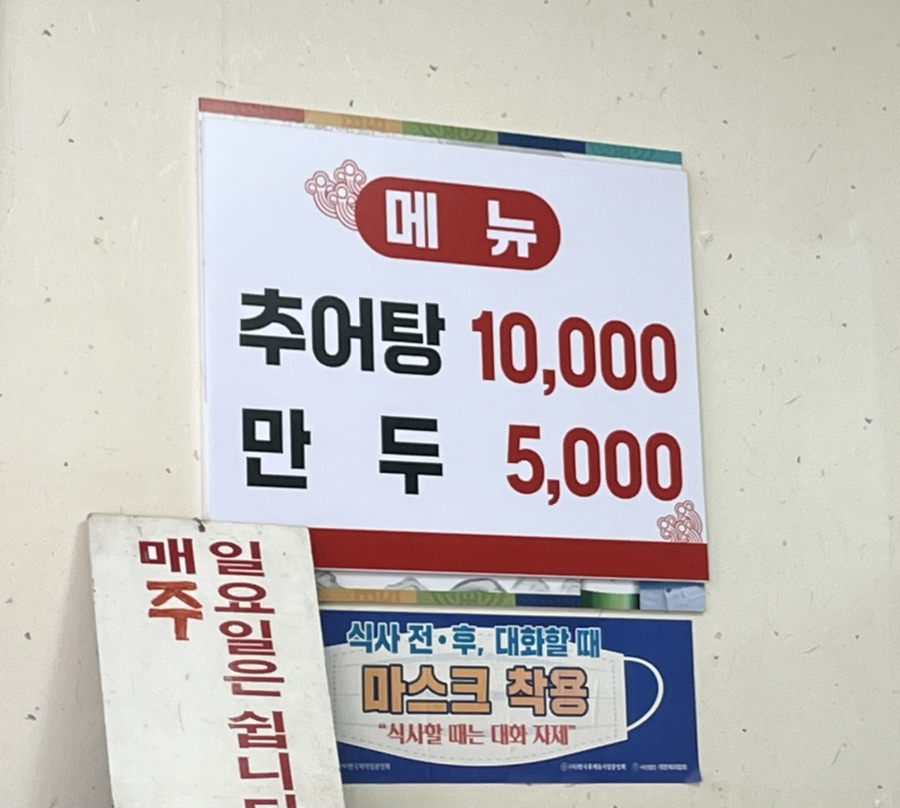 메 뉴
추어탕 10,000
만 두 5,000
매주
일요일은 쉽니다
식사 전·후, 대화할 때
마스크 착용
"식사할 때는 대화 자제"